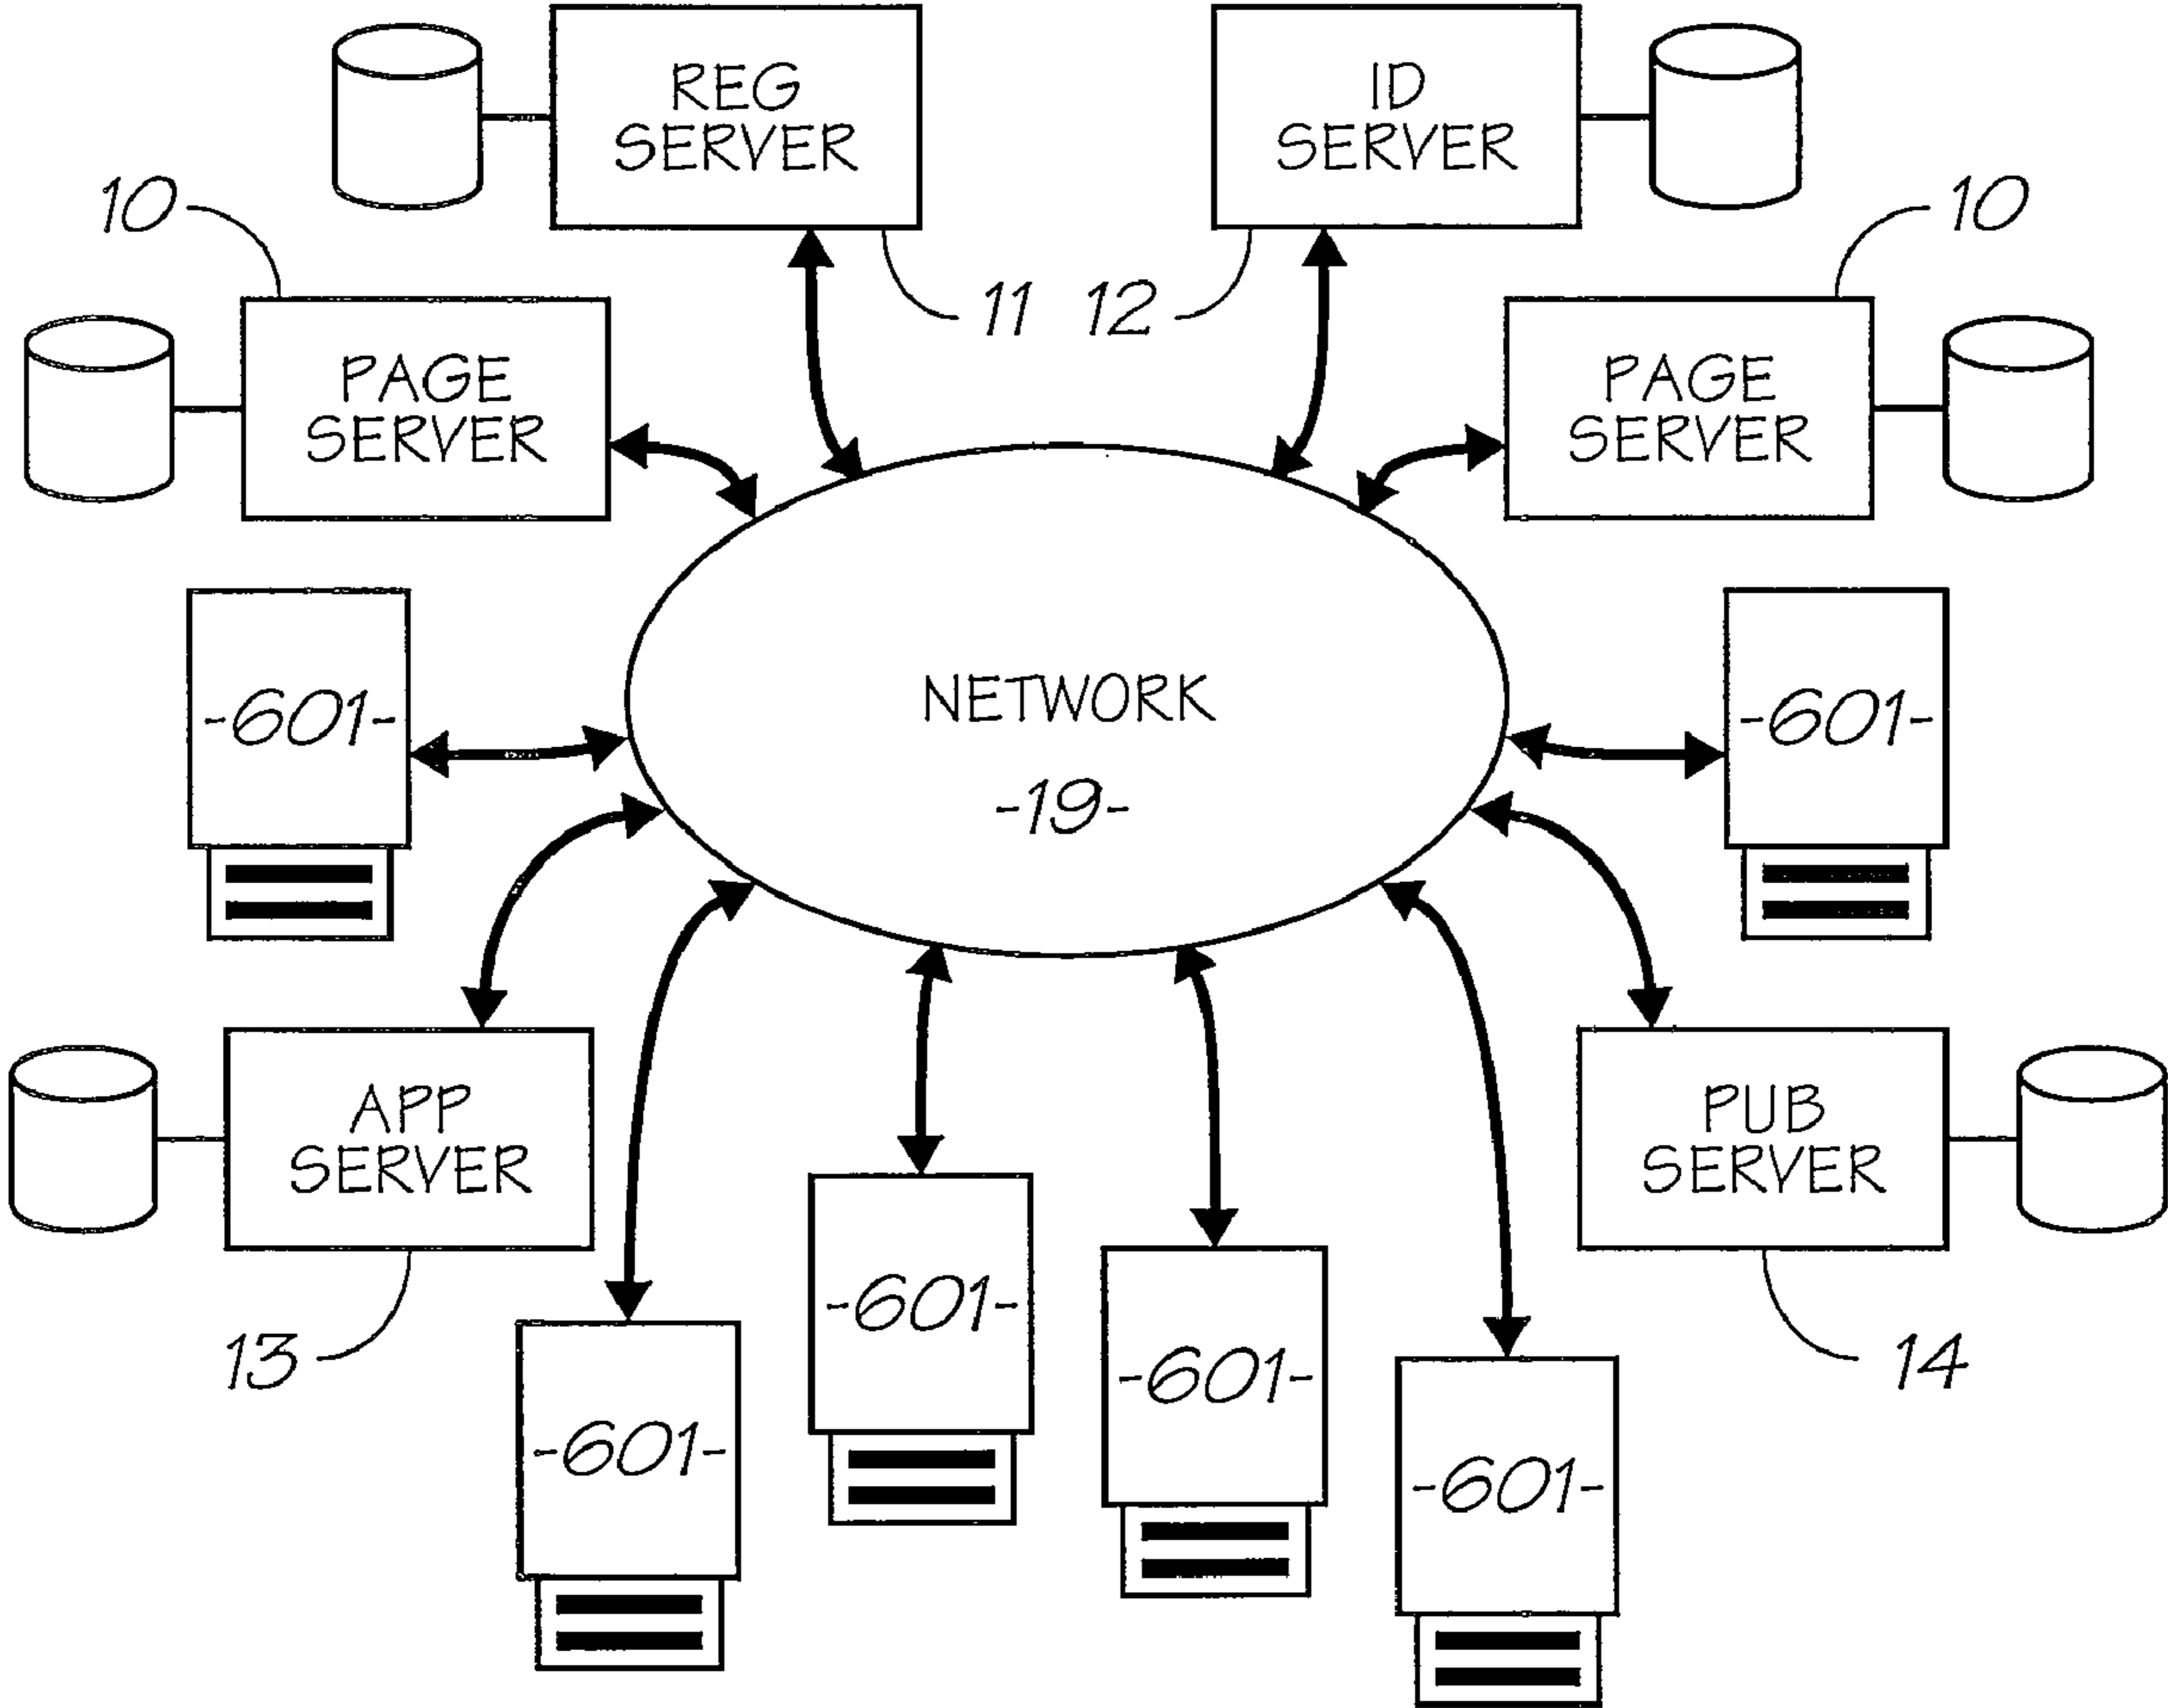 REG
SERVER
ID
SERVER
10
10
11
12
PAGE
SERVER
PAGE
SERVER
NETWORK
-19-
-601-
-601-
APP
SERVER
PUB
SERVER
-601-
-601-
13
14
-601-
-601-